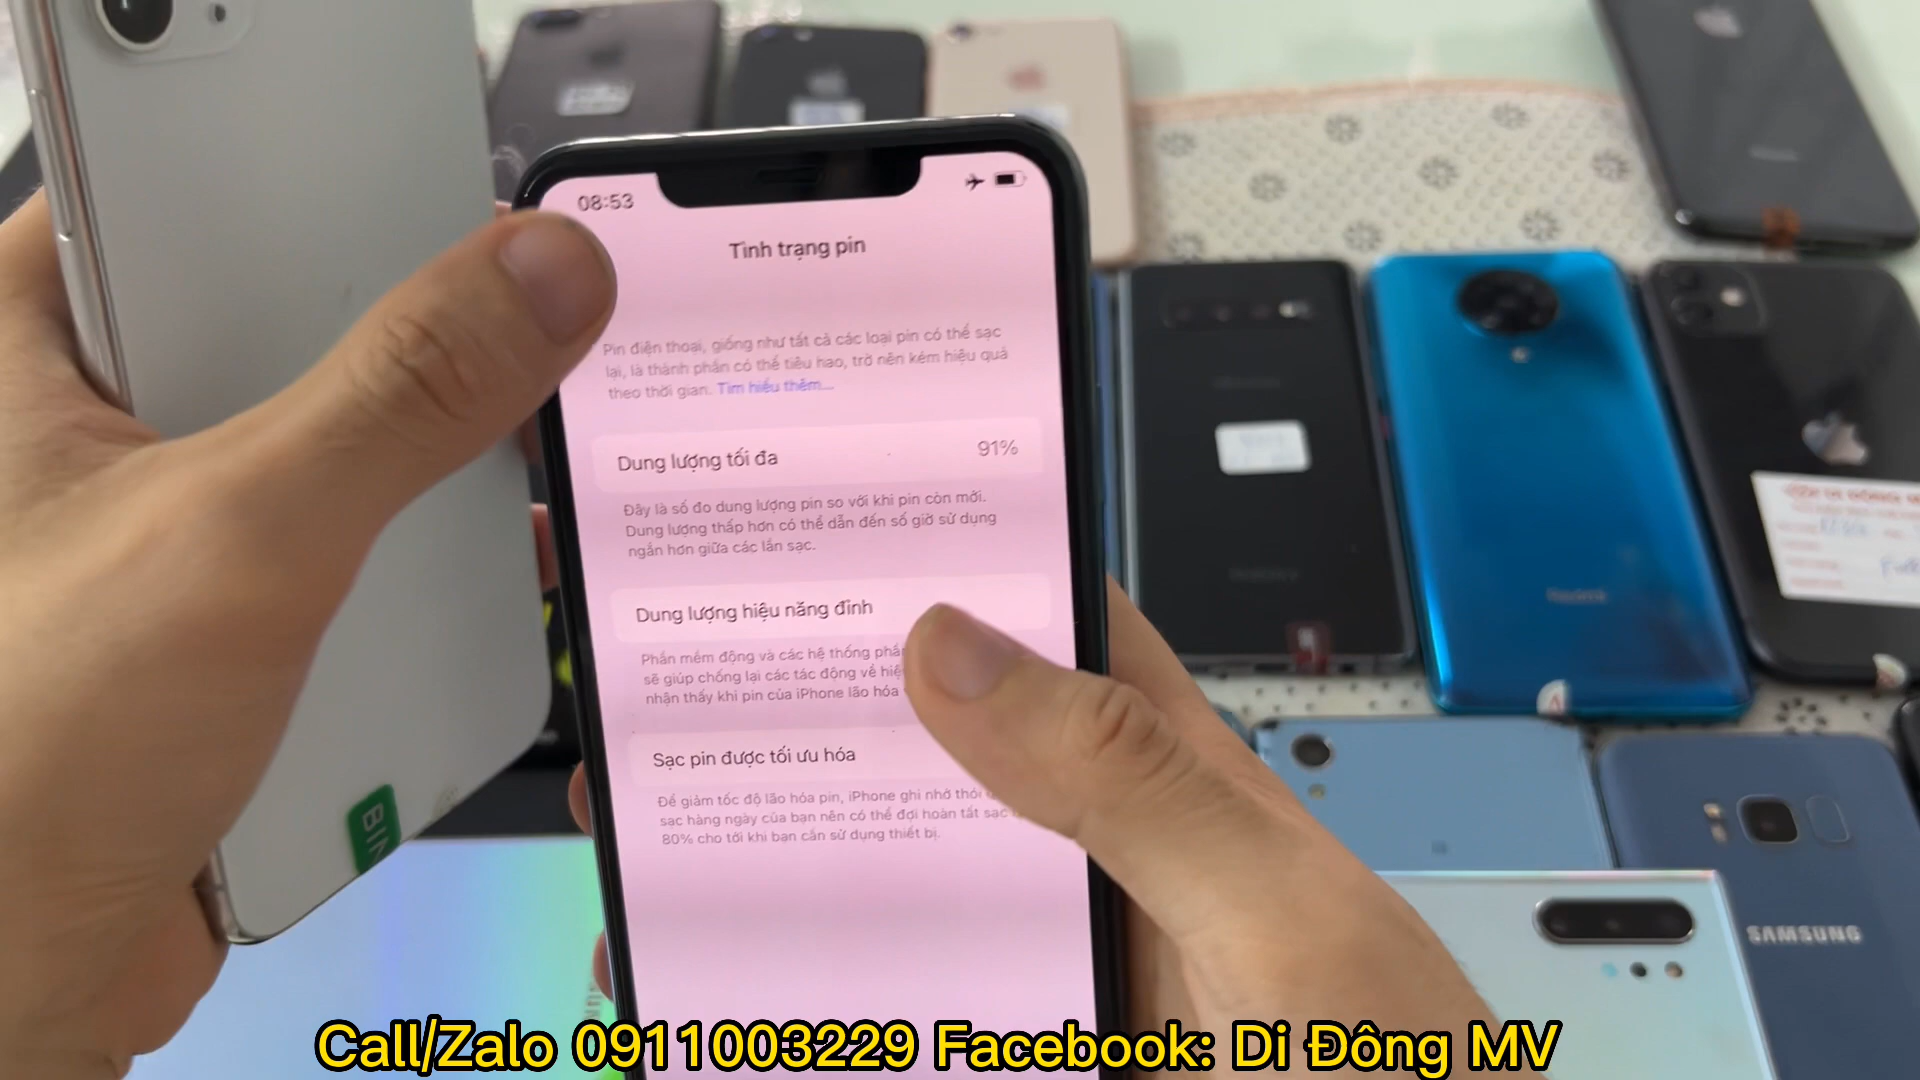 08:53
Tình trạng pin
Pin điện thoại, giống như tất cả các loại pin có thể sạc
lại, là thành phần có thể tiêu hao, trở nên kém hiệu quả
theo thời gian. Tìm hiểu thêm...
Dung lượng tối đa 91%
Đây là số đo dung lượng pin so với khi pin còn mới.
Dung lượng thấp hơn có thể dẫn đến số giờ sử dụng
ngắn hơn giữa các lần sạc.
Dung lượng hiệu năng đỉnh
Phần mềm động và các hệ thống phần
sẽ giúp chống lại các tác động về hiệu
nhận thấy khi pin của iPhone lão hóa
Sạc pin được tối ưu hóa
Để giảm tốc độ lão hóa pin, iPhone ghi nhớ thói
sạc hàng ngày của bạn nên có thể đợi hoàn tất sạc
80% cho tới khi bạn cần sử dụng thiết bị.
Redmi
SAMSUNG
BIN
Call/Zalo 0911003229 Facebook: Di Đông MV